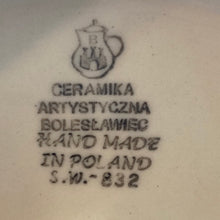 B
CERAMIKA
ARTYSTYCZNA
BOLESŁAWIEC
HAND MADE
IN POLAND
S.W.-832